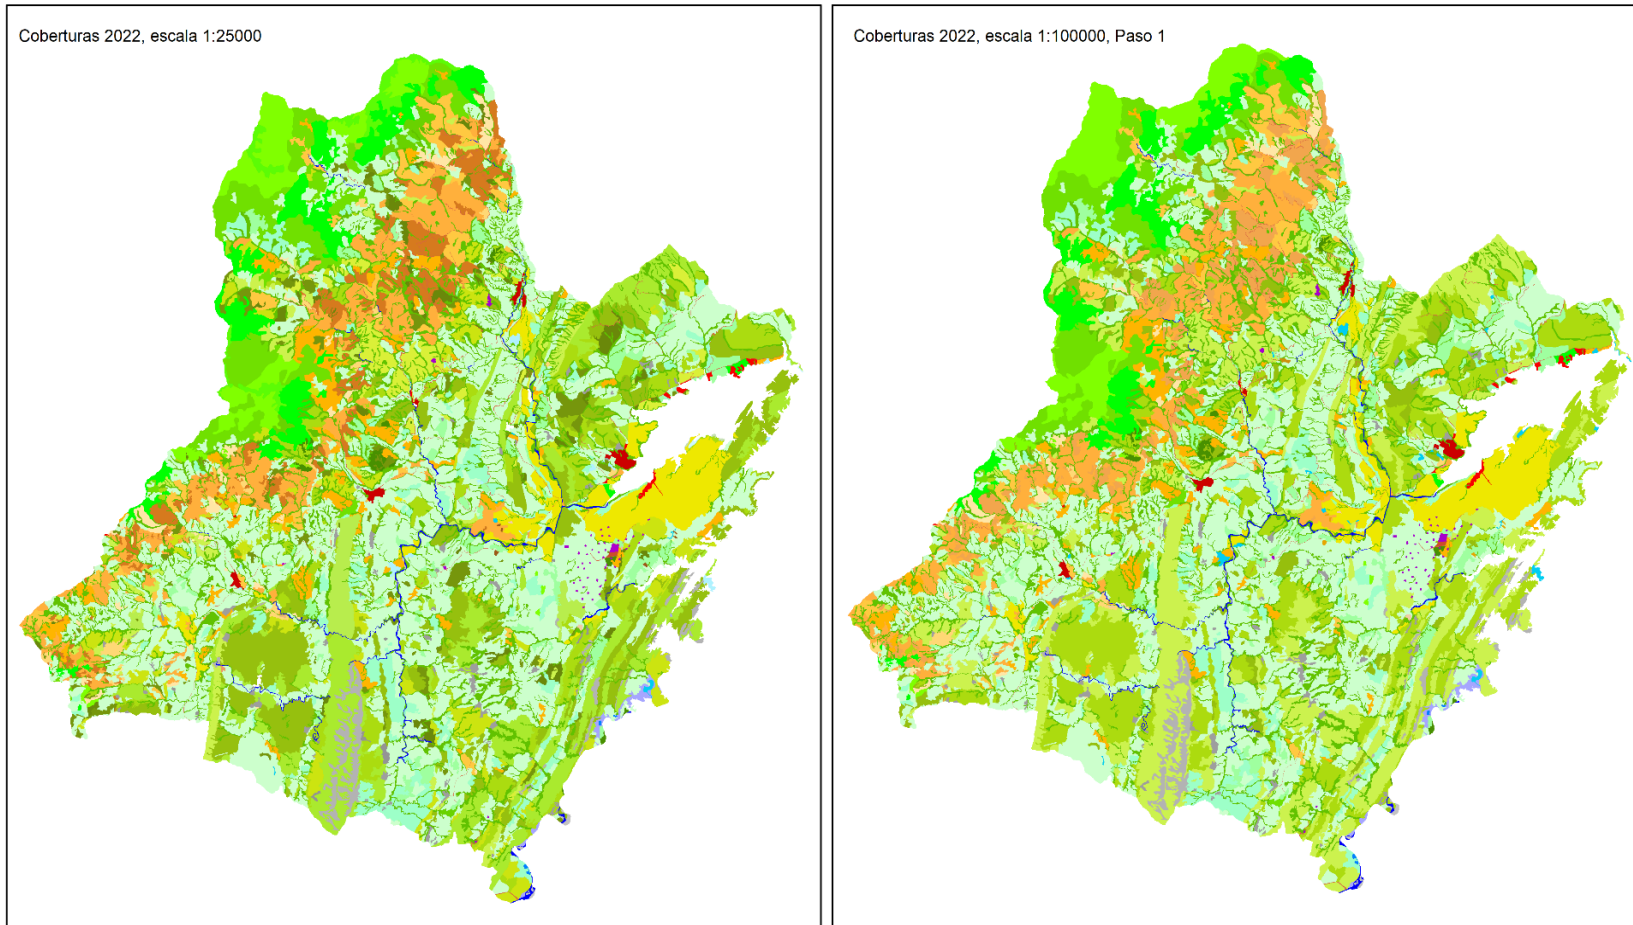 Coberturas 2022, escala 1:25000
Coberturas 2022, escala 1:100000, Paso 1